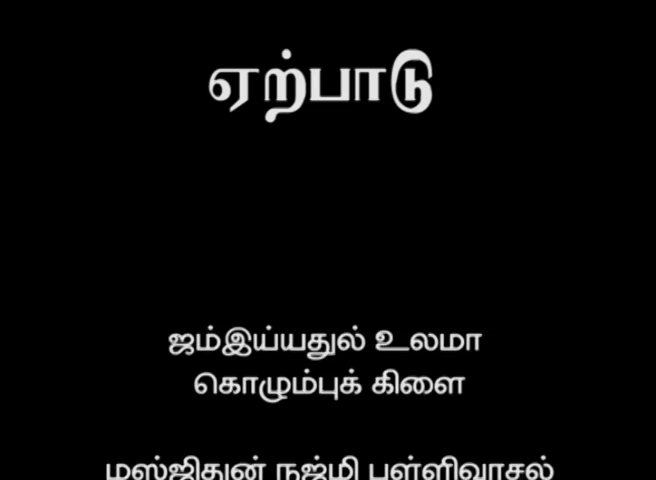 ஏற்பாடு
ஜம்இய்யதுல் உலமா
கொழும்புக் கிளை
மஸ்ஜிதுன் நஜ்மி பள்ளிவாசல்